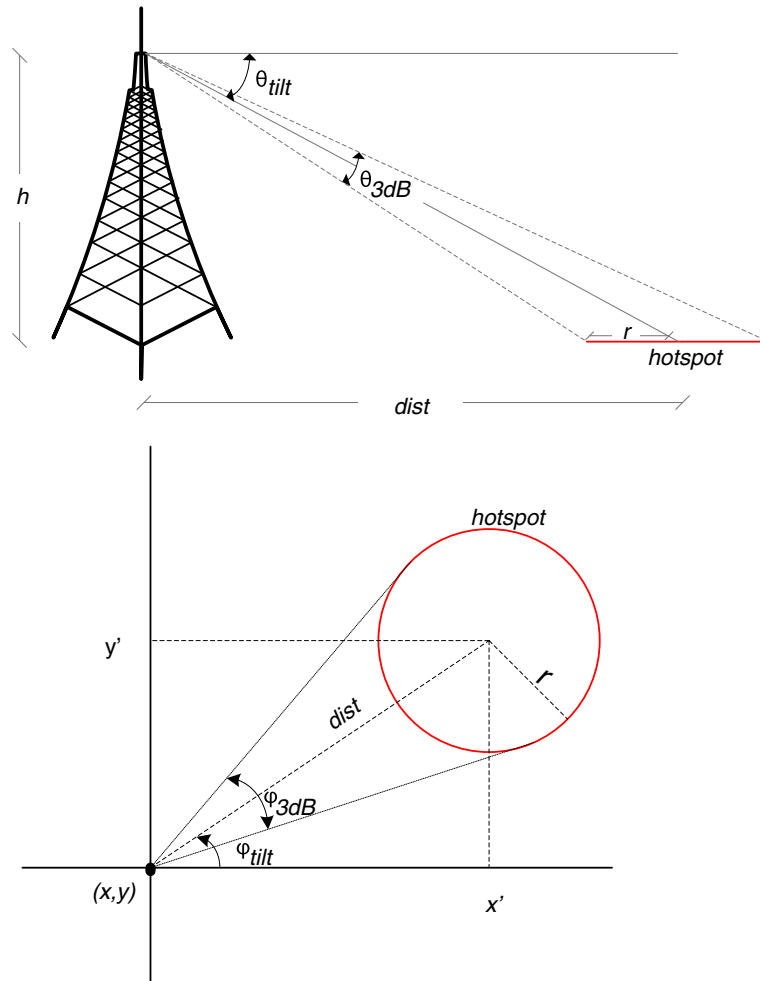 θtilt
θ3dB
h
r
hotspot
dist
hotspot
y'
r
dist
φ3dB
φtilt
(x,y)
x'